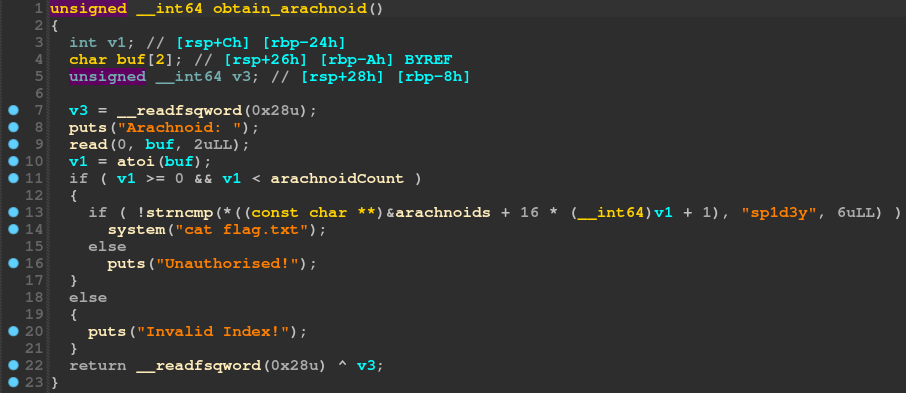 1 unsigned __int64 obtain_arachnoid()
2 {
3 int v1; // [rsp+Ch] [rbp-24h]
4 char buf[2]; // [rsp+26h] [rbp-Ah] BYREF
5 unsigned __int64 v3; // [rsp+28h] [rbp-8h]
6
7 v3 = __readfsqword(0x28u);
8 puts("Arachnoid: ");
9 read(0, buf, 2uLL);
10 v1 = atoi(buf);
11 if ( v1 >= 0 && v1 < arachnoidCount )
12 {
13 if ( !strncmp(*((const char **)&arachnoids + 16 * (__int64)v1 + 1), "sp1d3y", 6uLL) )
14 system("cat flag.txt");
15 else
16 puts("Unauthorised!");
17 }
18 else
19 {
20 puts("Invalid Index!");
21 }
22 return __readfsqword(0x28u) ^ v3;
23 }